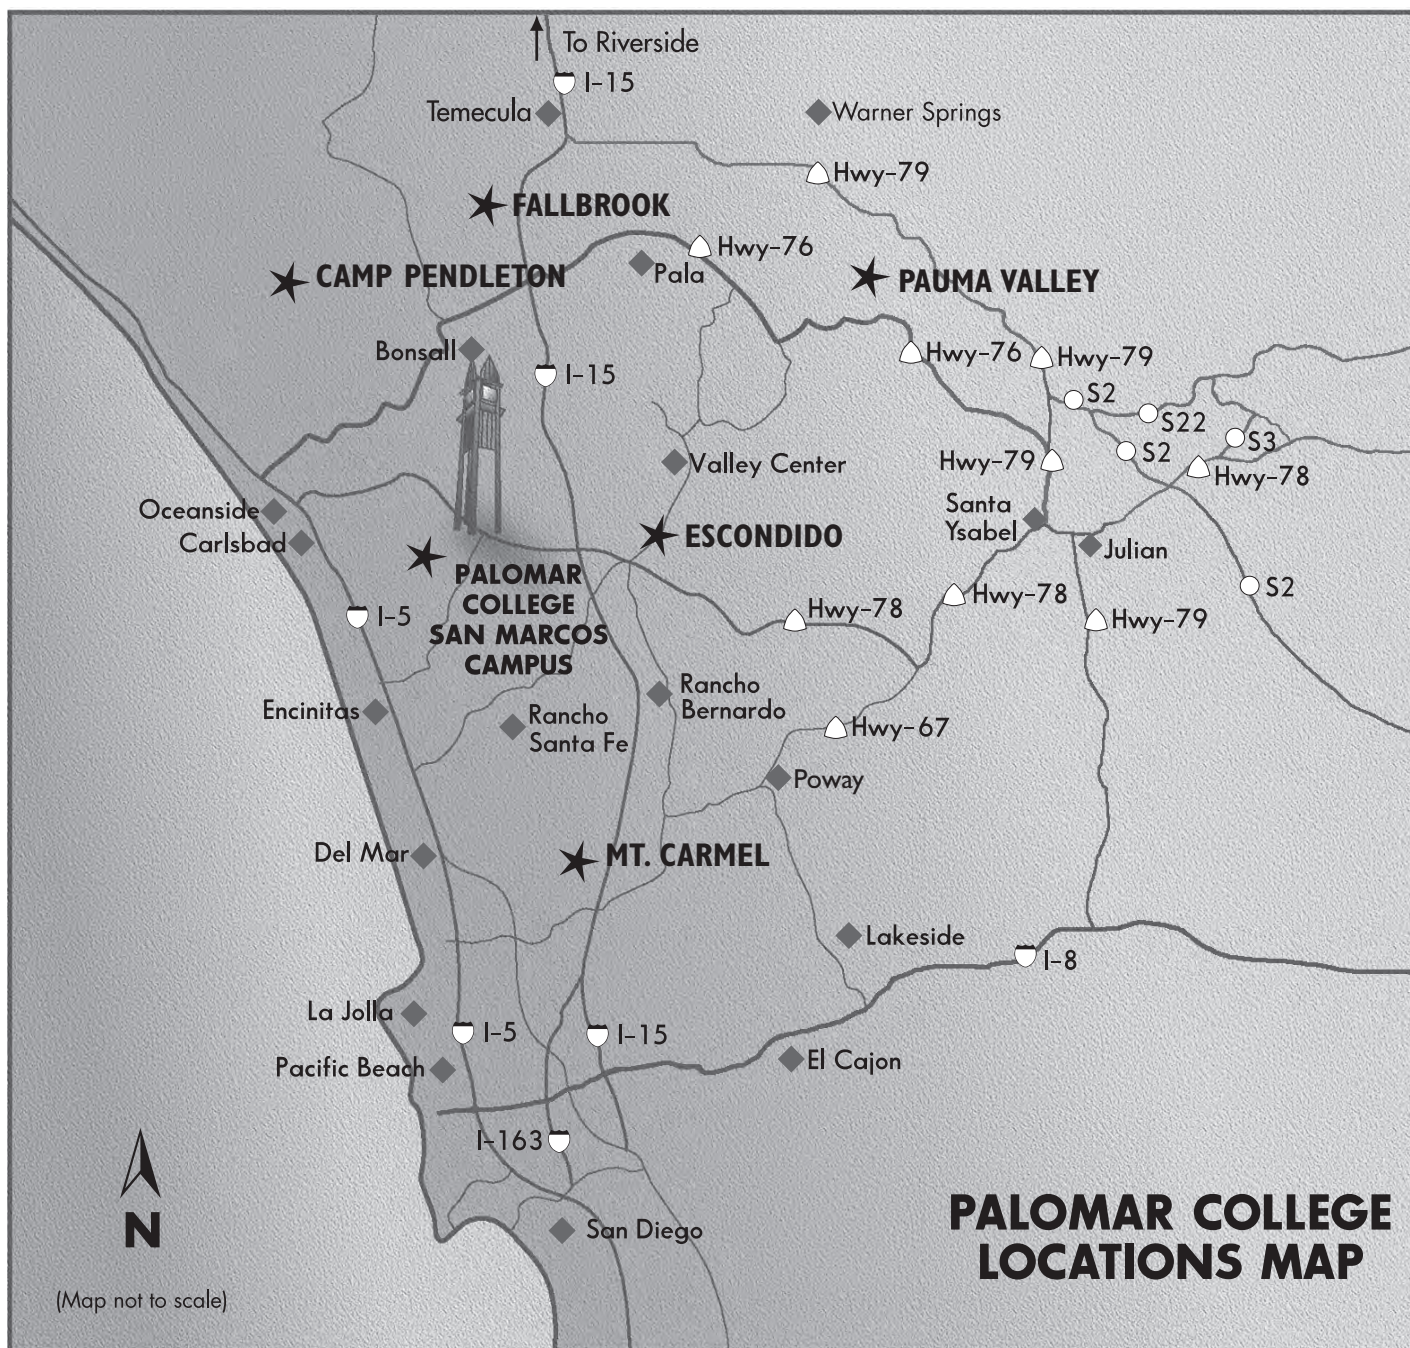 To Riverside
I-15
Temecula
Warner Springs
Hwy-79
FALLBROOK
Hwy-76
Pala
CAMP PENDLETON
PAUMA VALLEY
Bonsall
I-15
Hwy-76
Hwy-79
S2
S22
S3
S2
Hwy-78
Valley Center
Hwy-79
Oceanside
Carlsbad
Santa
Ysabel
Julian
ESCONDIDO
PALOMAR
COLLEGE
SAN MARCOS
CAMPUS
I-5
Hwy-78
Hwy-78
S2
Hwy-79
Encinitas
Rancho
Santa Fe
Rancho
Bernardo
Hwy-67
Poway
Del Mar
MT. CARMEL
Lakeside
I-8
La Jolla
I-5
I-15
Pacific Beach
El Cajon
I-163
San Diego
N
(Map not to scale)
PALOMAR COLLEGE
LOCATIONS MAP